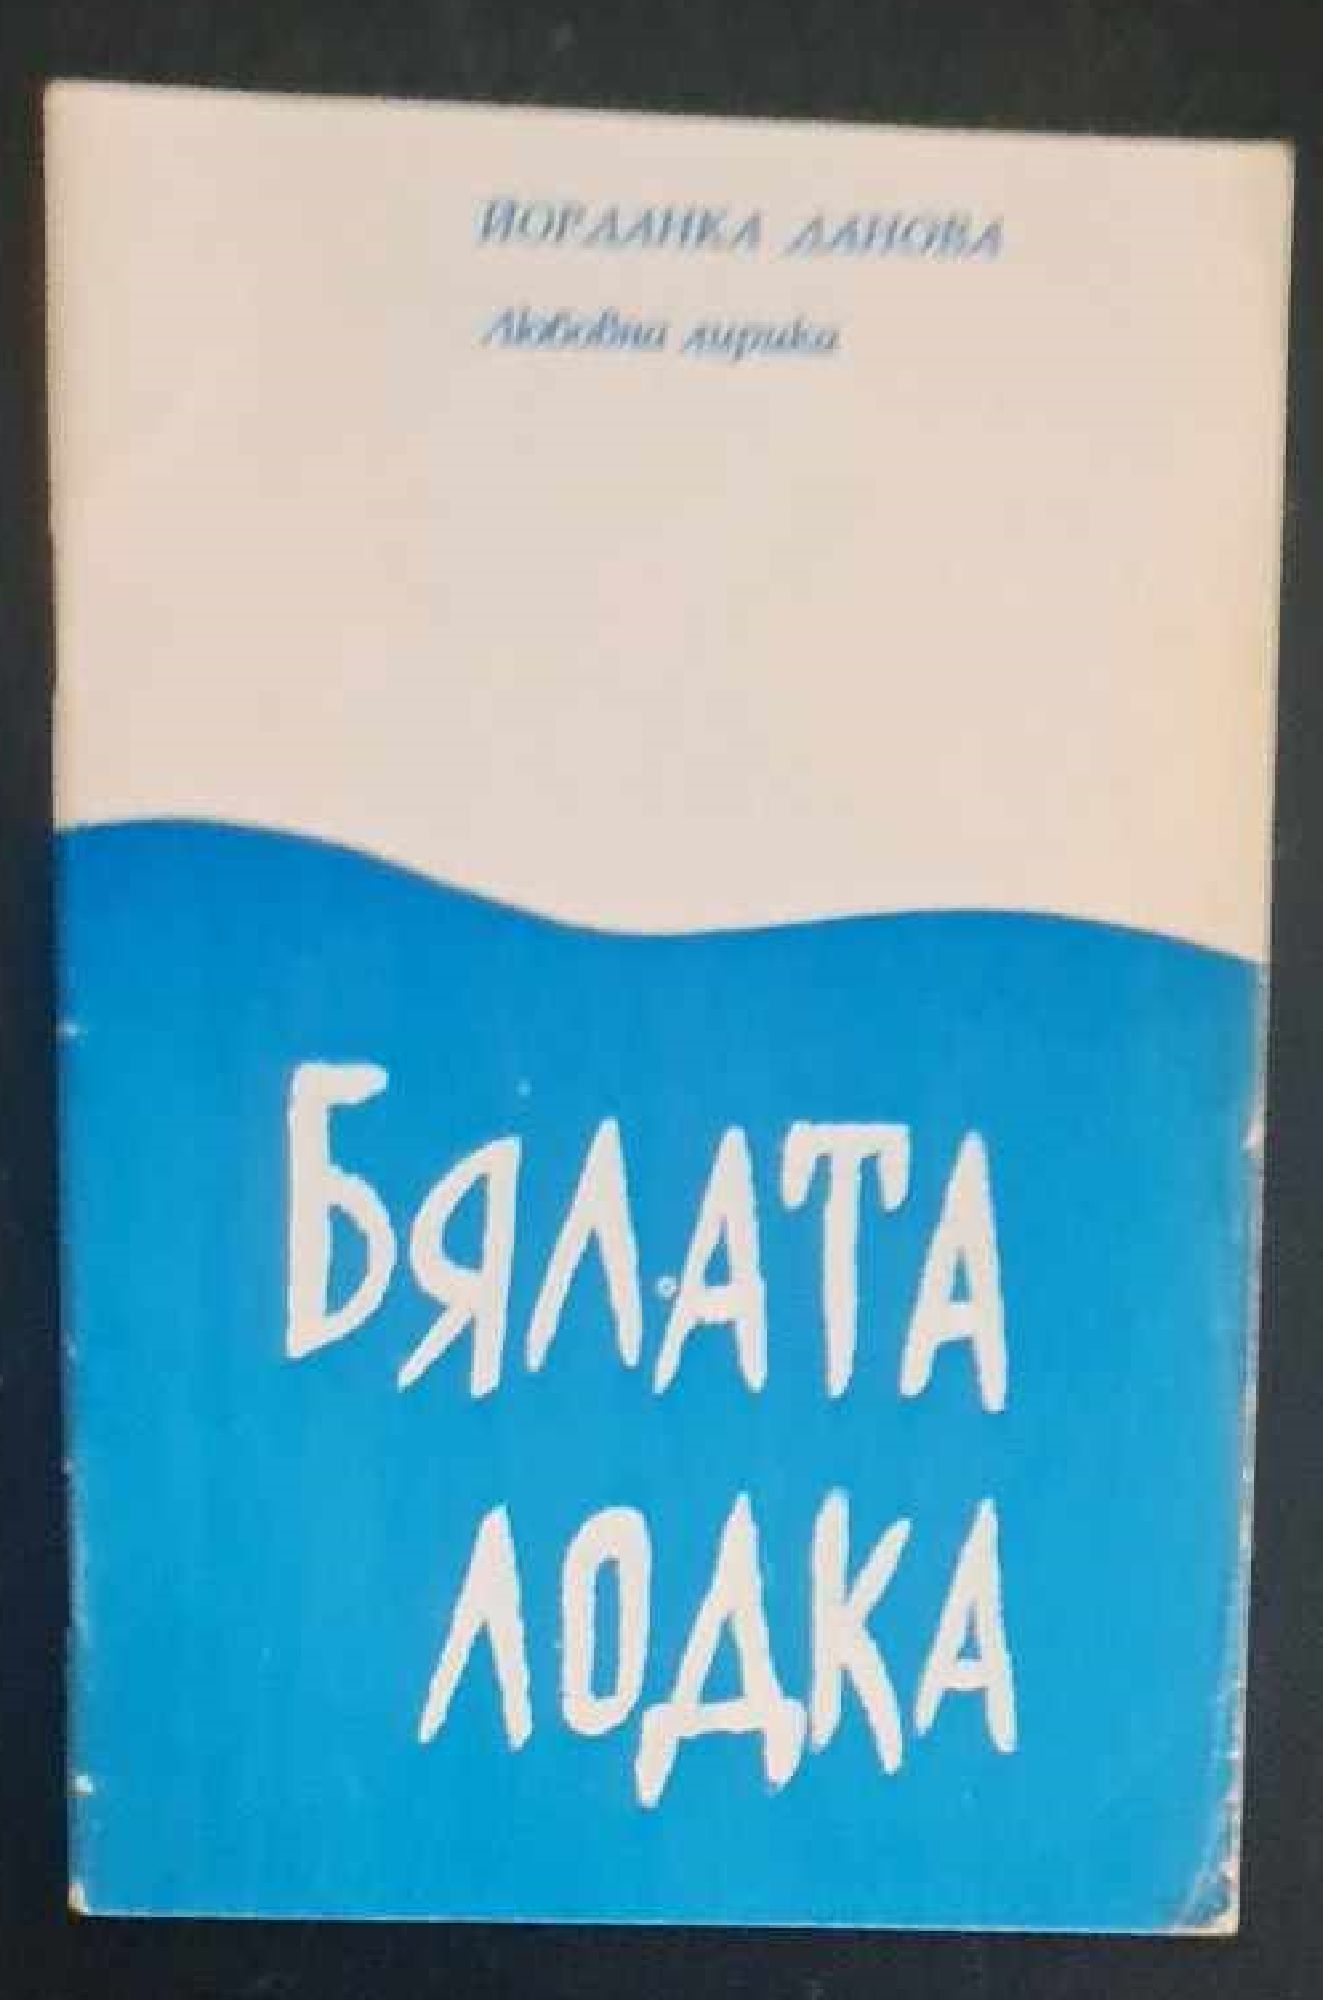 ЙОРДАНКА ДАНОВА
Любовна лирика
БЯЛАТА
ЛОДКА